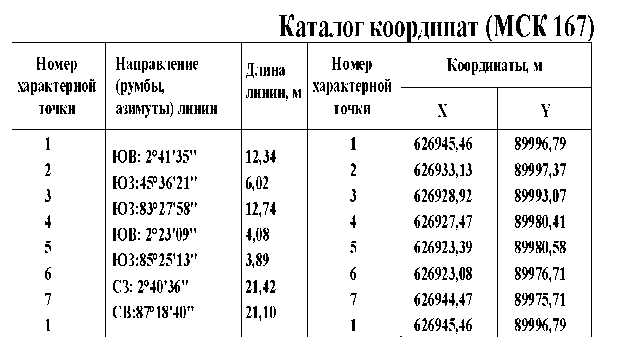 Каталог координат (МСК 167)
Номер характерной точки Направление (румбы, азимуты) линии Длина линии, м Номер характерной точки Координаты, м
X Y
1 1 626945,46 89996,79
ЮВ: 2°41'35" 12,34
2 2 626933,13 89997,37
ЮЗ:45°36'21" 6,02
3 3 626928,92 89993,07
ЮЗ:83°27'58" 12,74
4 4 626927,47 89980,41
ЮВ: 2°23'09" 4,08
5 5 626923,39 89980,58
ЮЗ:85°25'13" 3,89
6 6 626923,08 89976,71
СЗ: 2°40'36" 21,42
7 7 626944,47 89975,71
СВ:87°18'40" 21,10
1 1 626945,46 89996,79